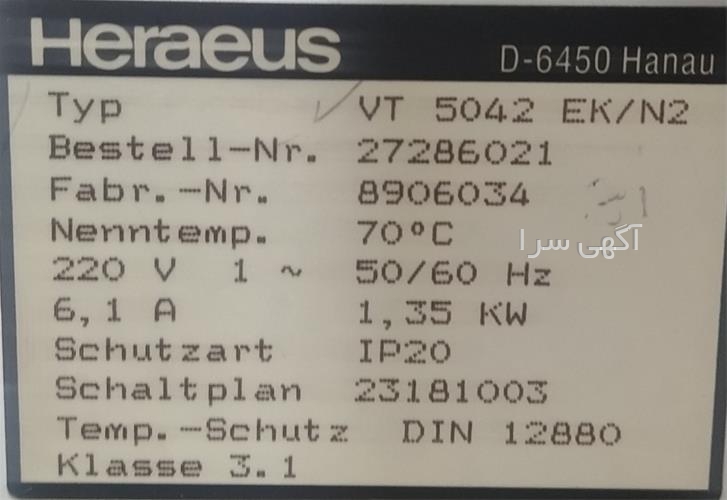 Heraeus D-6450 Hanau
Typ VT 5042 EK/N2
Bestell-Nr. 27286021
Fabr.-Nr. 8906034
Nenntemp. 70°C
آگهی سرا
220 V 1 ~ 50/60 Hz
6,1 A 1,35 KW
Schutzart IP20
Schaltplan 23181003
Temp.-Schutz DIN 12880
Klasse 3.1